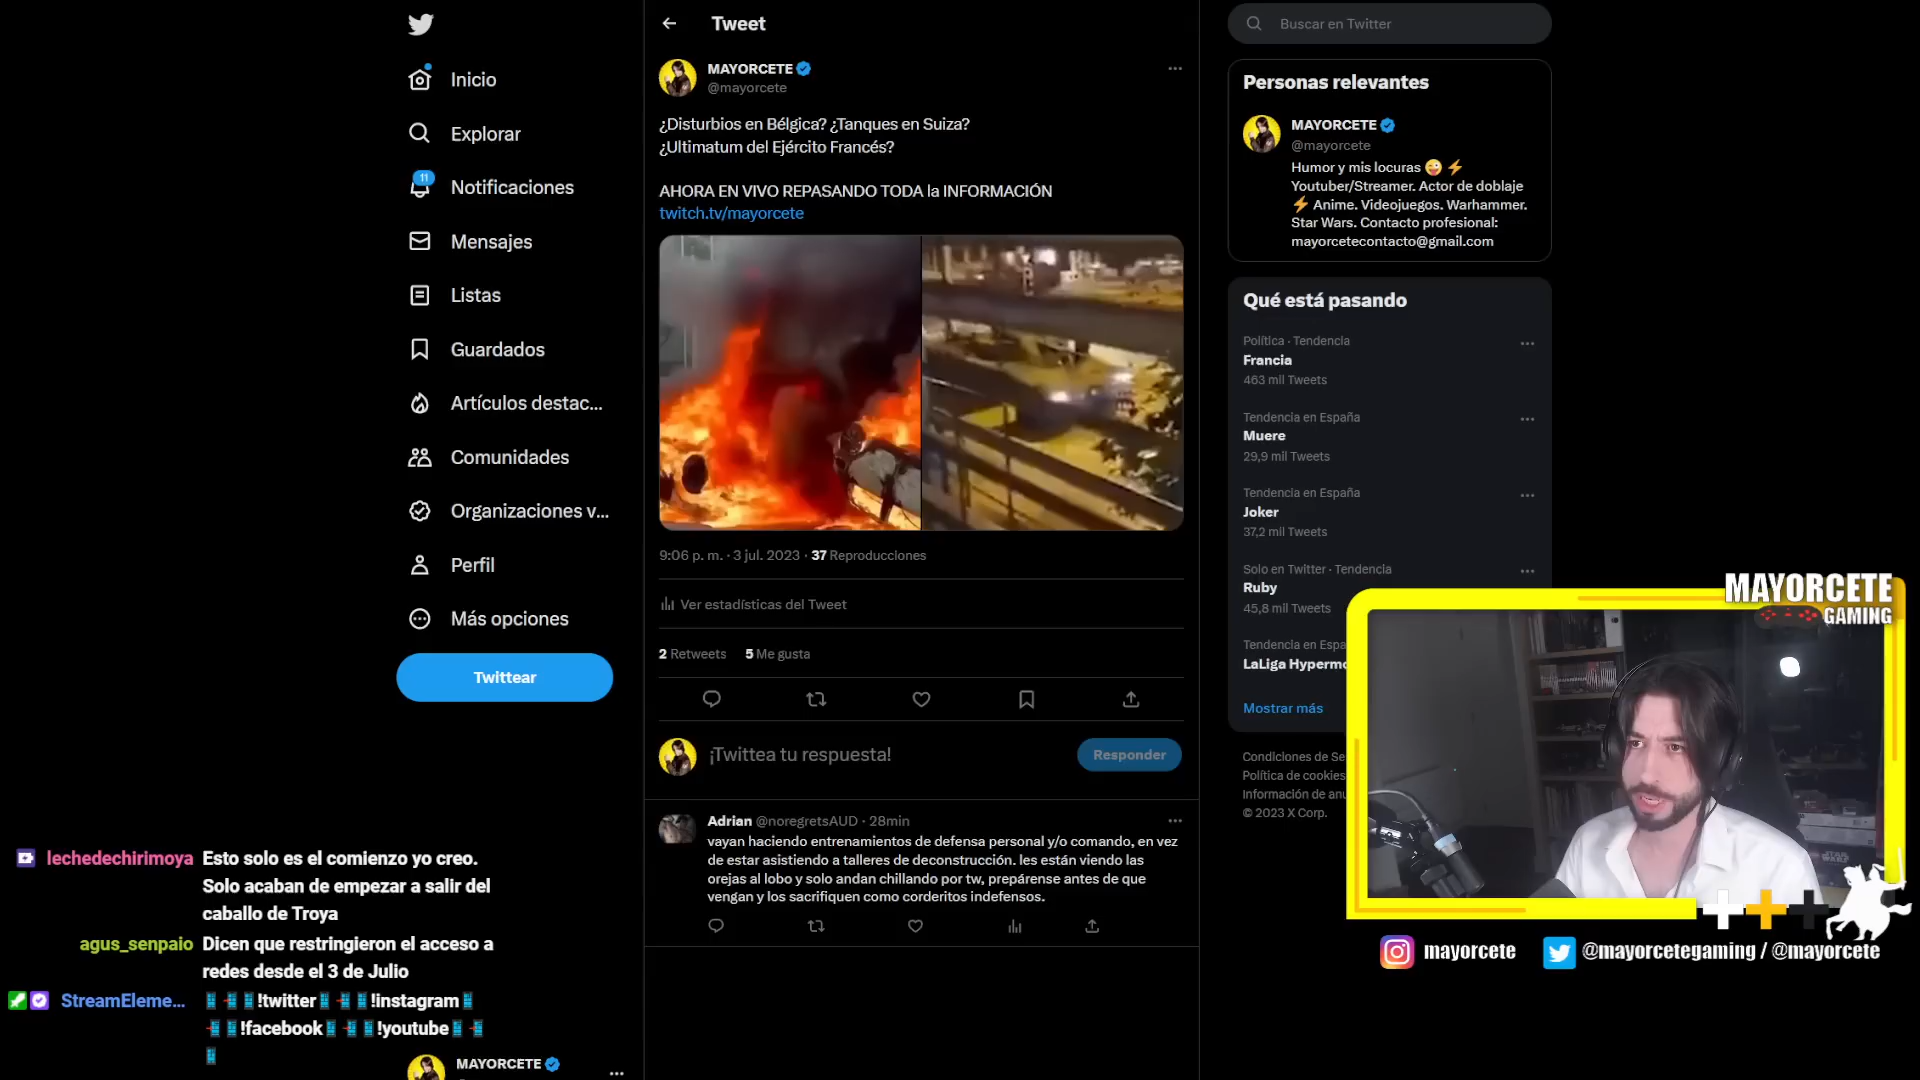 Inicio
Explorar
11
Notificaciones
Mensajes
Listas
Guardados
Artículos destac...
Comunidades
Organizaciones v...
Perfil
Más opciones
Twittear
lechedechirimoya Esto solo es el comienzo yo creo.
Solo acaban de empezar a salir del
caballo de Troya
agus_senpaio Dicen que restringieron el acceso a
redes desde el 3 de Julio
StreamEleme... !twitter !instagram
!facebook !youtube
MAYORCETE
Tweet
MAYORCETE
@mayorcete
¿Disturbios en Bélgica? ¿Tanques en Suiza?
¿Ultimatum del Ejército Francés?
AHORA EN VIVO REPASANDO TODA la INFORMACIÓN
twitch.tv/mayorcete
9:06 p. m. · 3 jul. 2023 · 37 Reproducciones
Ver estadísticas del Tweet
2 Retweets 5 Me gusta
¡Twittea tu respuesta!
Responder
Adrian @noregretsAUD · 28min
vayan haciendo entrenamientos de defensa personal y/o comando, en vez
de estar asistiendo a talleres de deconstrucción. les están viendo las
orejas al lobo y solo andan chillando por tw, prepárense antes de que
vengan y los sacrifiquen como corderitos indefensos.
Buscar en Twitter
Personas relevantes
MAYORCETE
@mayorcete
Humor y mis locuras
Youtuber/Streamer. Actor de doblaje
Anime. Videojuegos. Warhammer.
Star Wars. Contacto profesional:
mayorcetecontacto@gmail.com
Qué está pasando
Política · Tendencia
Francia
463 mil Tweets
Tendencia en España
Muere
29,9 mil Tweets
Tendencia en España
Joker
37,2 mil Tweets
Solo en Twitter · Tendencia
Ruby
45,8 mil Tweets
Tendencia en Espa
LaLiga Hypermo
Mostrar más
Condiciones de Se
Política de cookies
Información de anu
© 2023 X Corp.
MAYORCETE
GAMING
STAR WARS
mayorcete
@mayorcetegaming / @mayorcete